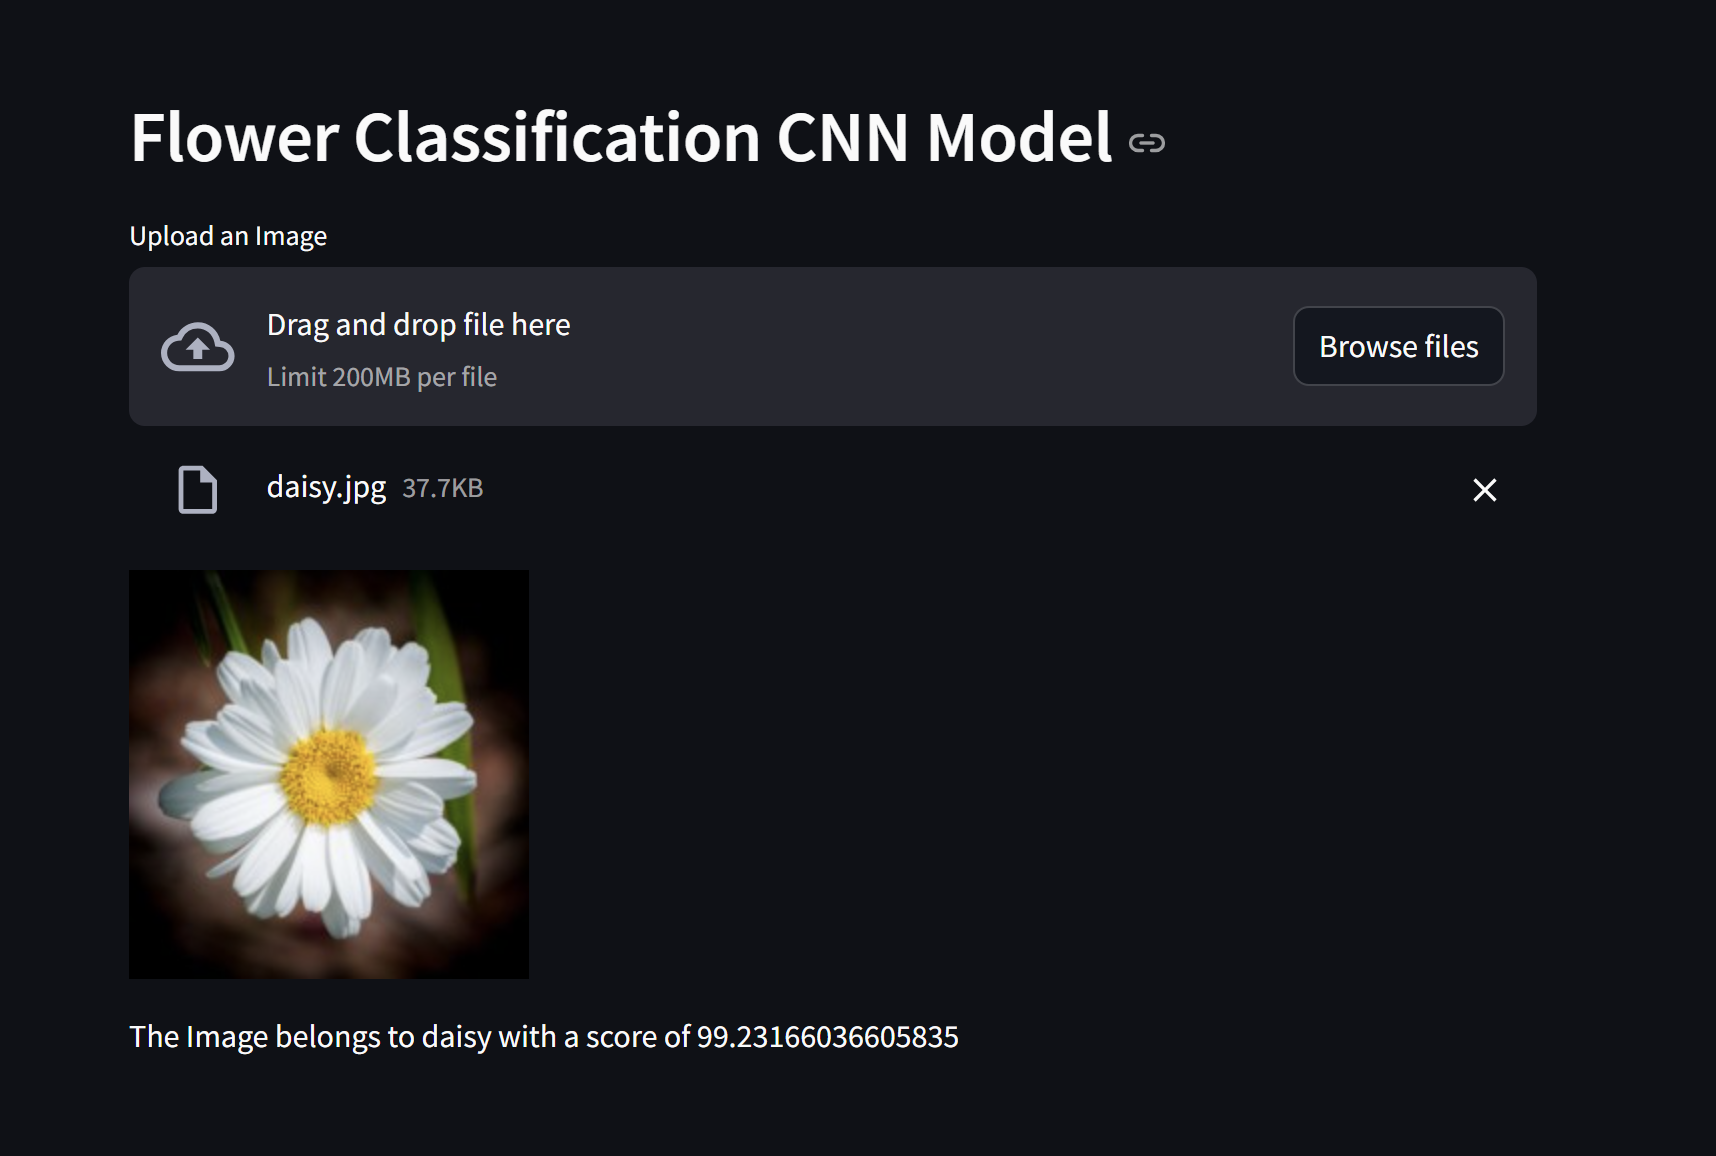 Flower Classification CNN Model
Upload an Image
Drag and drop file here
Limit 200MB per file
Browse files
daisy.jpg 37.7KB
The Image belongs to daisy with a score of 99.23166036605835